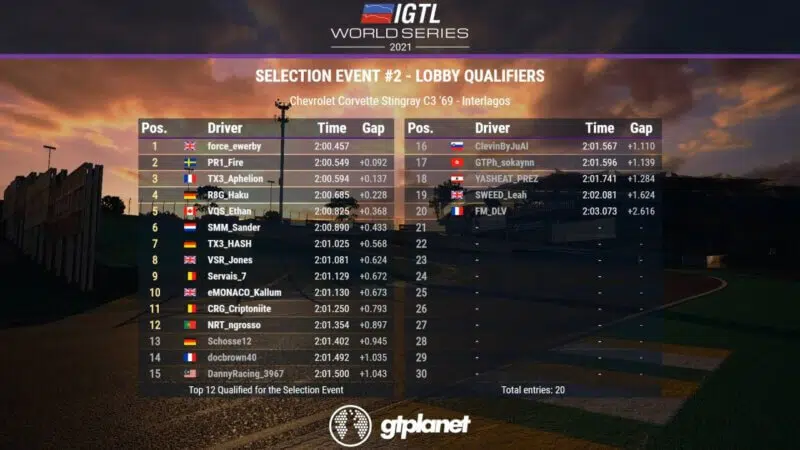 IGTL
WORLD SERIES
2021
SELECTION EVENT #2 - LOBBY QUALIFIERS
Chevrolet Corvette Stingray C3 '69 - Interlagos
Pos. Driver Time Gap
1 force_ewerby 2:00.457
2 PR1_Fire 2:00.549 +0.092
3 TX3_Aphelion 2:00.594 +0.137
4 R8G_Haku 2:00.685 +0.228
5 VQS_Ethan 2:00.825 +0.368
6 SMM_Sander 2:00.890 +0.433
7 TX3_HASH 2:01.025 +0.568
8 VSR_Jones 2:01.081 +0.624
9 Servais_7 2:01.129 +0.672
10 eMONACO_Kallum 2:01.130 +0.673
11 CRG_Criptoniite 2:01.250 +0.793
12 NRT_ngrosso 2:01.354 +0.897
13 Schosse12 2:01.402 +0.945
14 docbrown40 2:01.492 +1.035
15 DannyRacing_3967 2:01.500 +1.043
Top 12 Qualified for the Selection Event
Pos. Driver Time Gap
16 ClevinByJuAl 2:01.567 +1.110
17 GTPh_sokaynn 2:01.596 +1.139
18 YASHEAT_PREZ 2:01.741 +1.284
19 SWEED_Leah 2:02.081 +1.624
20 FM_DLV 2:03.073 +2.616
21 - - -
22 - - -
23 - - -
24 - - -
25 - - -
26 - - -
27 - - -
28 - - -
29 - - -
30 - - -
Total entries: 20
gtplanet